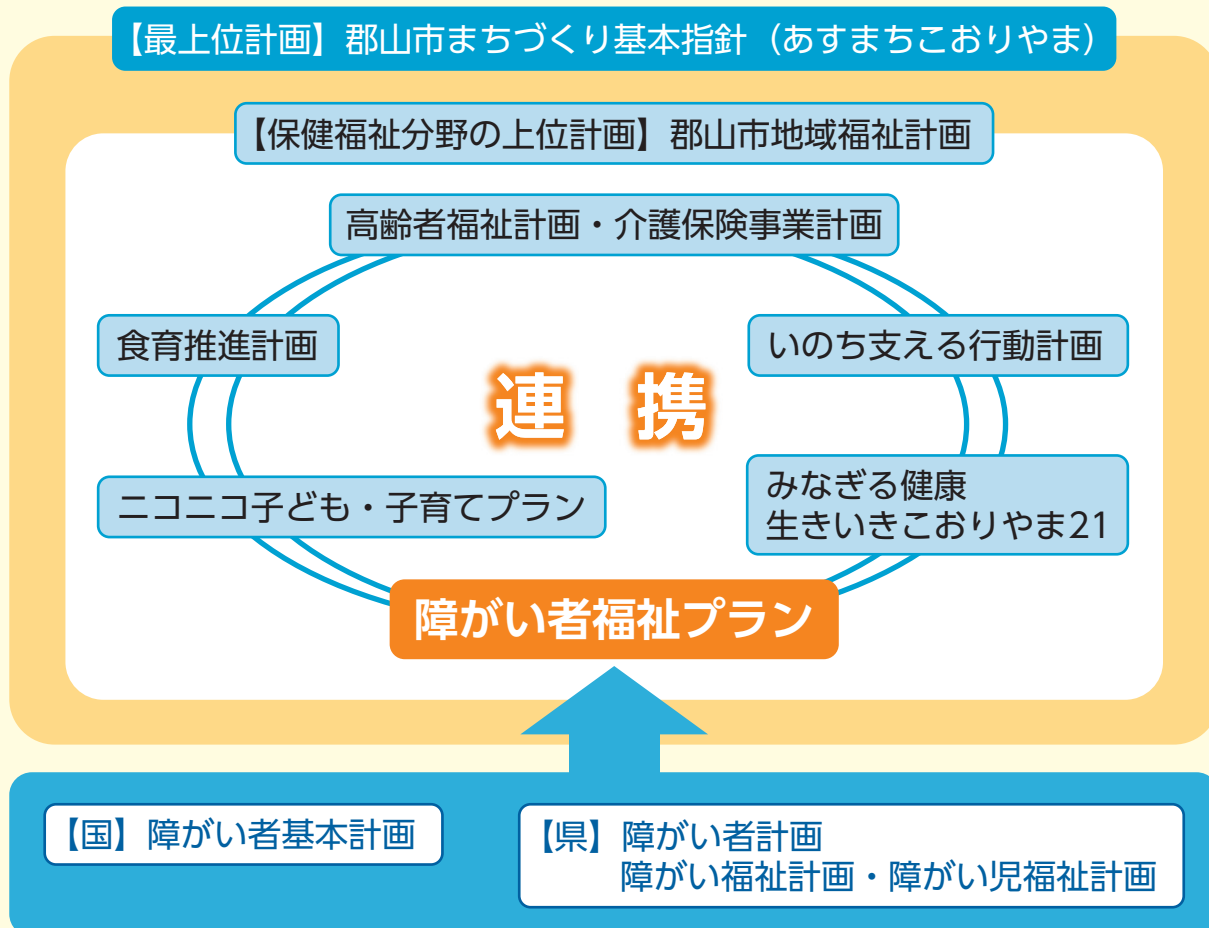 【最上位計画】郡山市まちづくり基本指針（あすまちこおりやま）
【保健福祉分野の上位計画】郡山市地域福祉計画
高齢者福祉計画・介護保険事業計画
食育推進計画
いのち支える行動計画
連 携
ニコニコ子ども・子育てプラン
みなぎる健康
生きいきこおりやま21
障がい者福祉プラン
【国】障がい者基本計画
【県】障がい者計画
障がい福祉計画・障がい児福祉計画